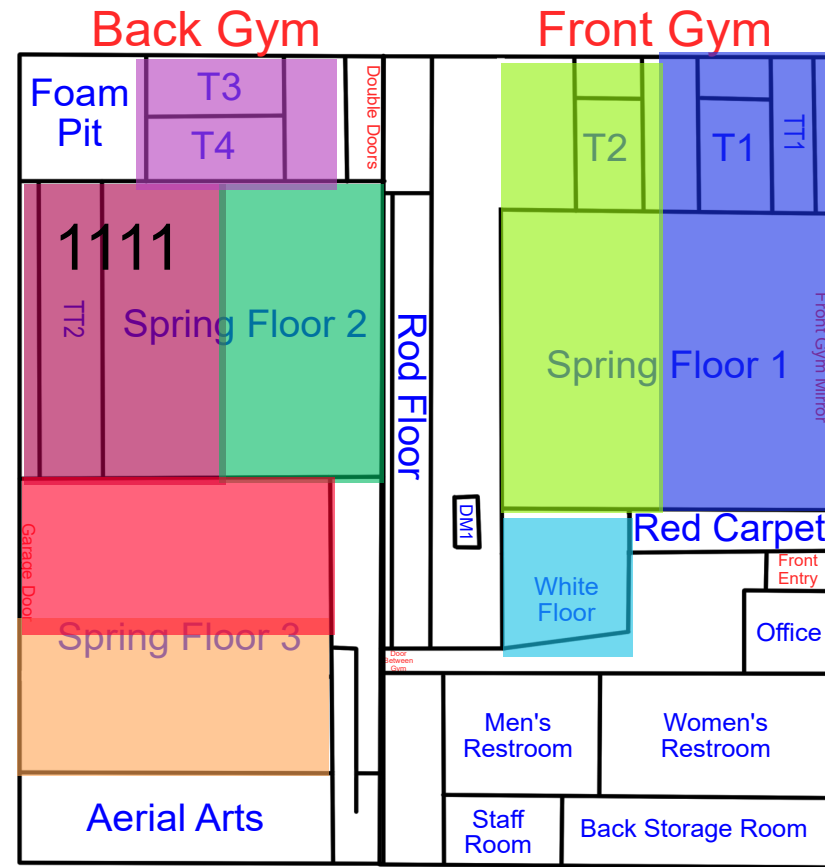 Back Gym
Front Gym
Foam
Pit
T3
T4
Double Doors
T2
T1
TT1
1111
TT2
Spring Floor 2
Rod Floor
Spring Floor 1
Front Gym Mirror
DM1
Red Carpet
Garage Door
White
Floor
Front
Entry
Office
Spring Floor 3
Door
Between
Gym
Men's
Restroom
Women's
Restroom
Aerial Arts
Staff
Room
Back Storage Room